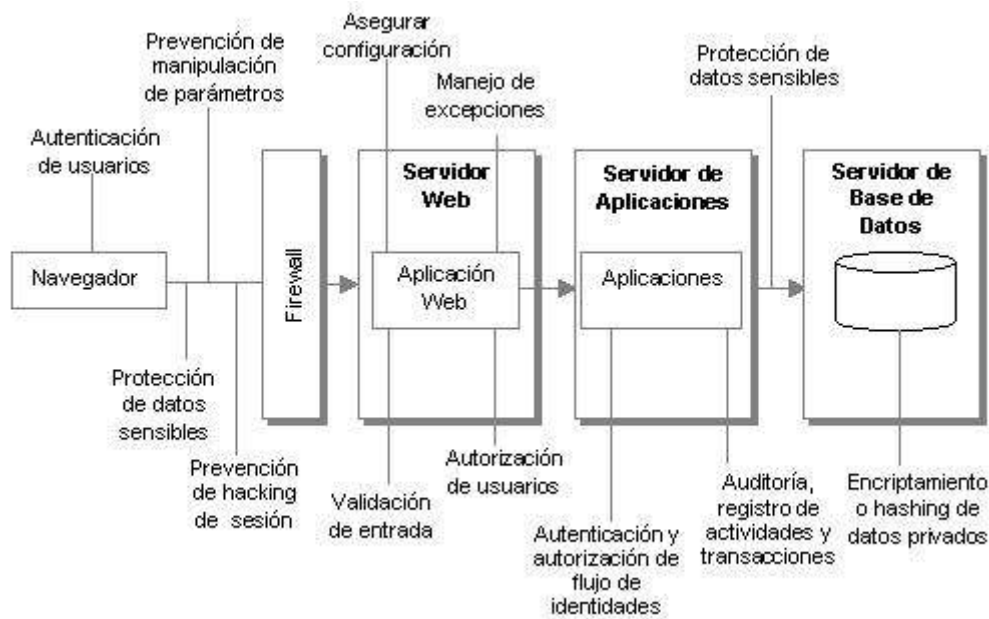 Asegurar
configuración
Prevención de
manipulación
de parámetros
Protección de
datos sensibles
Manejo de
excepciones
Autenticación
de usuarios
Servidor
Web
Servidor de
Aplicaciones
Servidor de
Base de
Datos
Navegador
Firewall
Aplicación
Web
Aplicaciones
Protección
de datos
sensibles
Prevención
de hacking
de sesión
Validación
de entrada
Autorización
de usuarios
Autenticación y
autorización de
flujo de
identidades
Auditoría,
registro de
actividades y
transacciones
Encriptamiento
o hashing de
datos privados